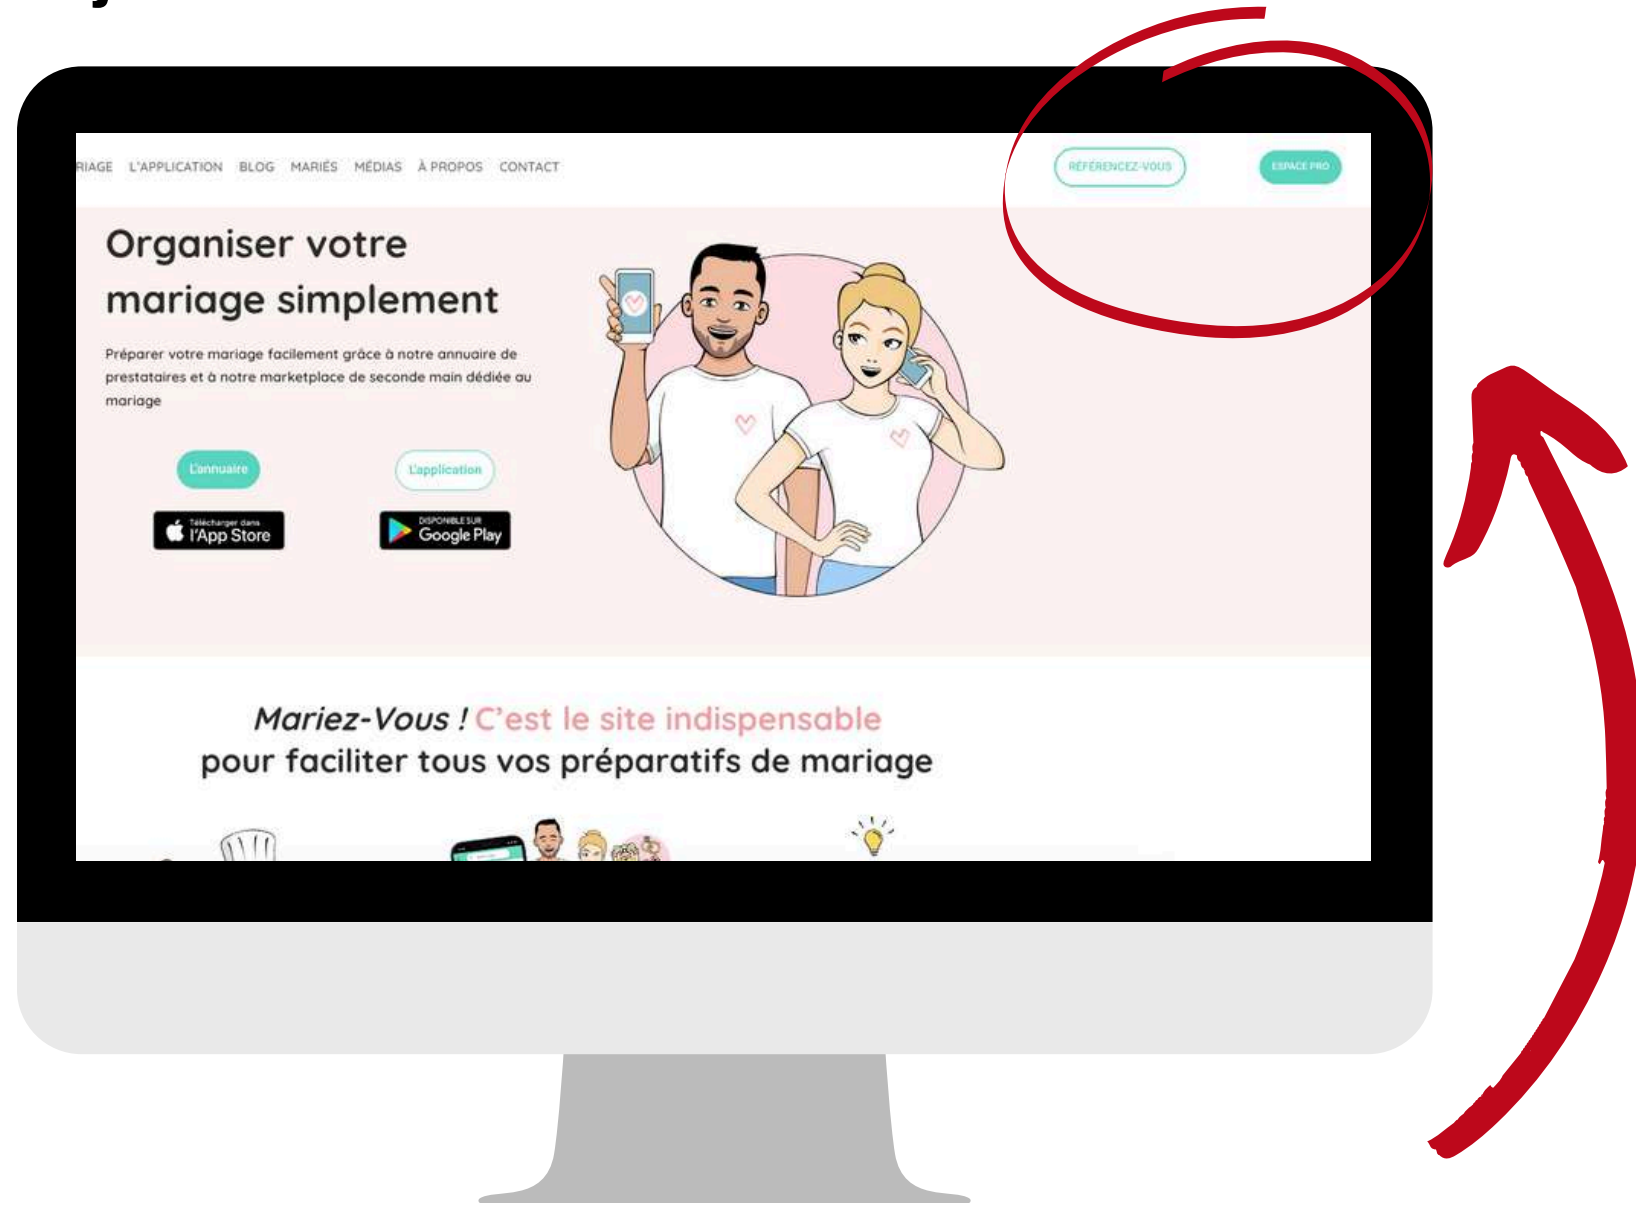 RIAGE L'APPLICATION BLOG MARIÉS MÉDIAS À PROPOS CONTACT
RÉFÉRENCEZ-VOUS ESPACE PRO
Organiser votre
mariage simplement
Préparer votre mariage facilement grâce à notre annuaire de
prestataires et à notre marketplace de seconde main dédiée au
mariage
L'annuaire L'application
Télécharger dans
l'App Store
DISPONIBLE SUR
Google Play
Mariez-Vous ! C'est le site indispensable
pour faciliter tous vos préparatifs de mariage